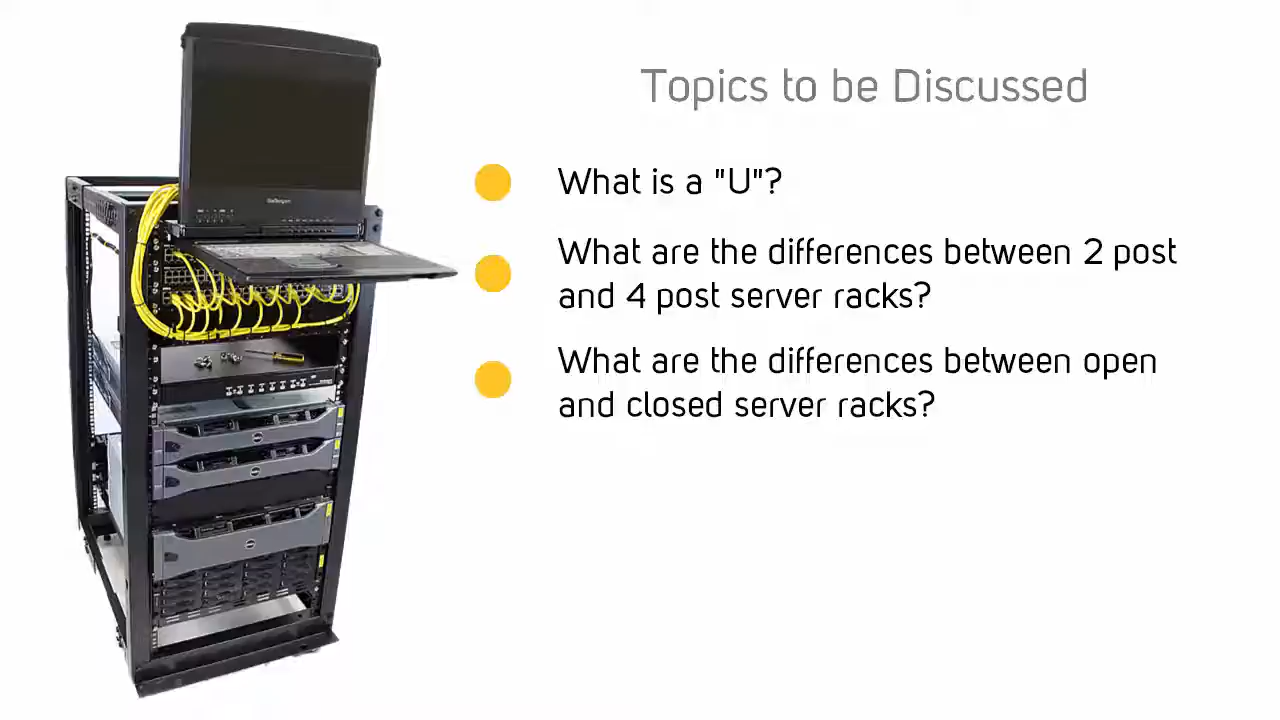 Topics to be Discussed
What is a "U"?
What are the differences between 2 post
and 4 post server racks?
What are the differences between open
and closed server racks?